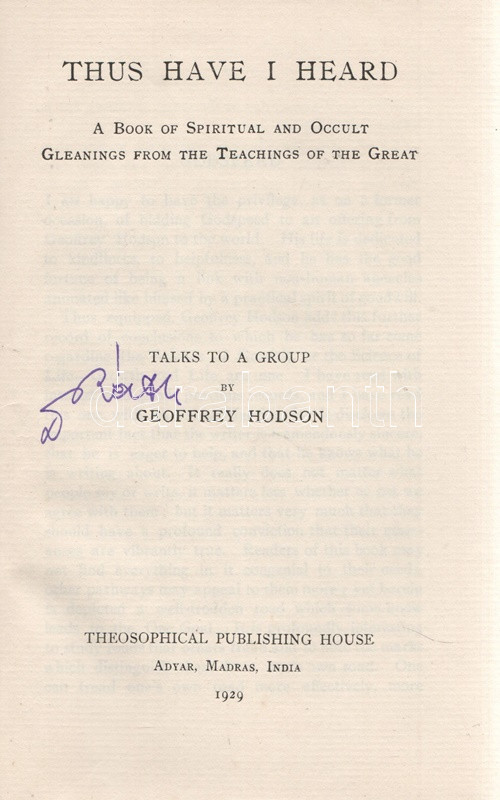 THUS HAVE I HEARD
A BOOK OF SPIRITUAL AND OCCULT
GLEANINGS FROM THE TEACHINGS OF THE GREAT
TALKS TO A GROUP
BY
GEOFFREY HODSON
darabanth
THEOSOPHICAL PUBLISHING HOUSE
ADYAR, MADRAS, INDIA
1929